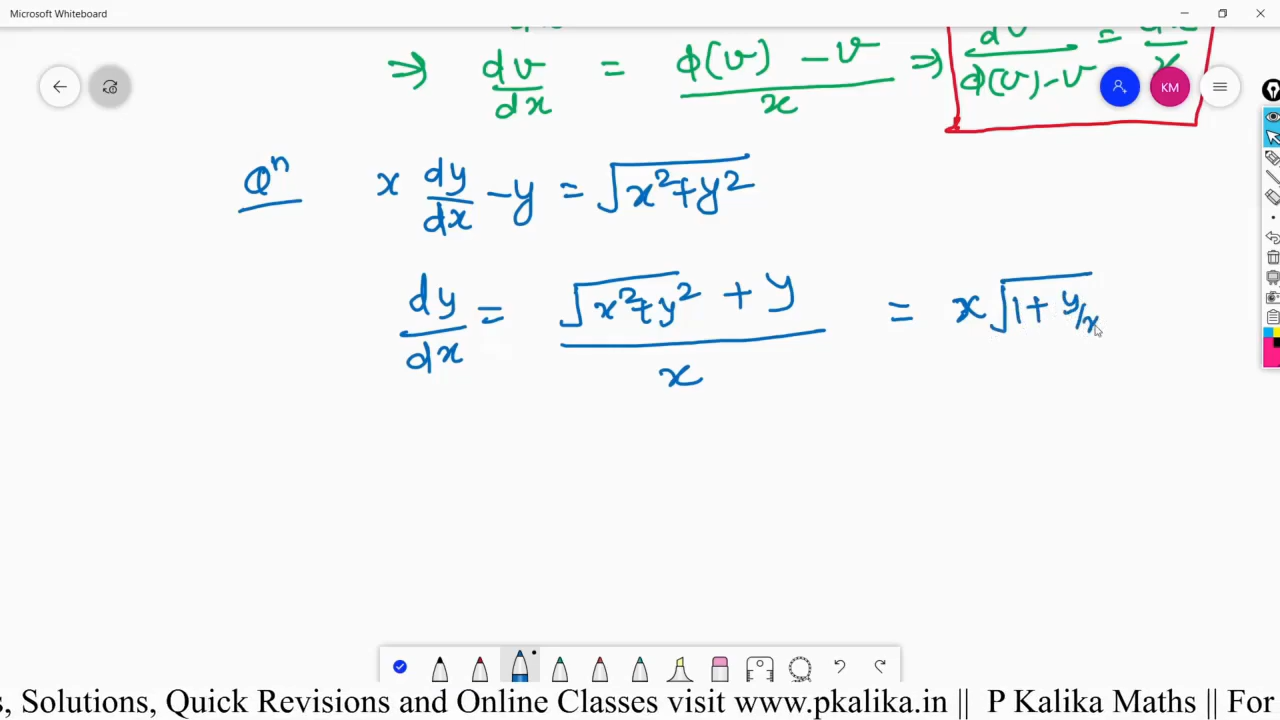 Microsoft Whiteboard
⇒ dv/dx = (ϕ(v) - v)/x ⇒ dv/(ϕ(v)-v) = /x
KM
Qⁿ x dy/dx - y = √(x²+y²)
dy/dx = (√(x²+y²) + y)/x = x√(1+ y/x
s, Solutions, Quick Revisions and Online Classes visit www.pkalika.in || P Kalika Maths || For